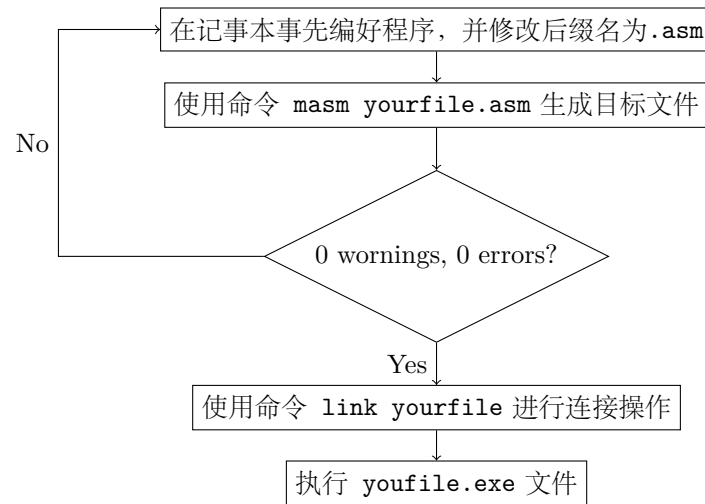 在记事本事先编好程序，并修改后缀名为.asm
使用命令 masm yourfile.asm 生成目标文件
No
0 wornings, 0 errors?
Yes
使用命令 link yourfile 进行连接操作
执行 youfile.exe 文件